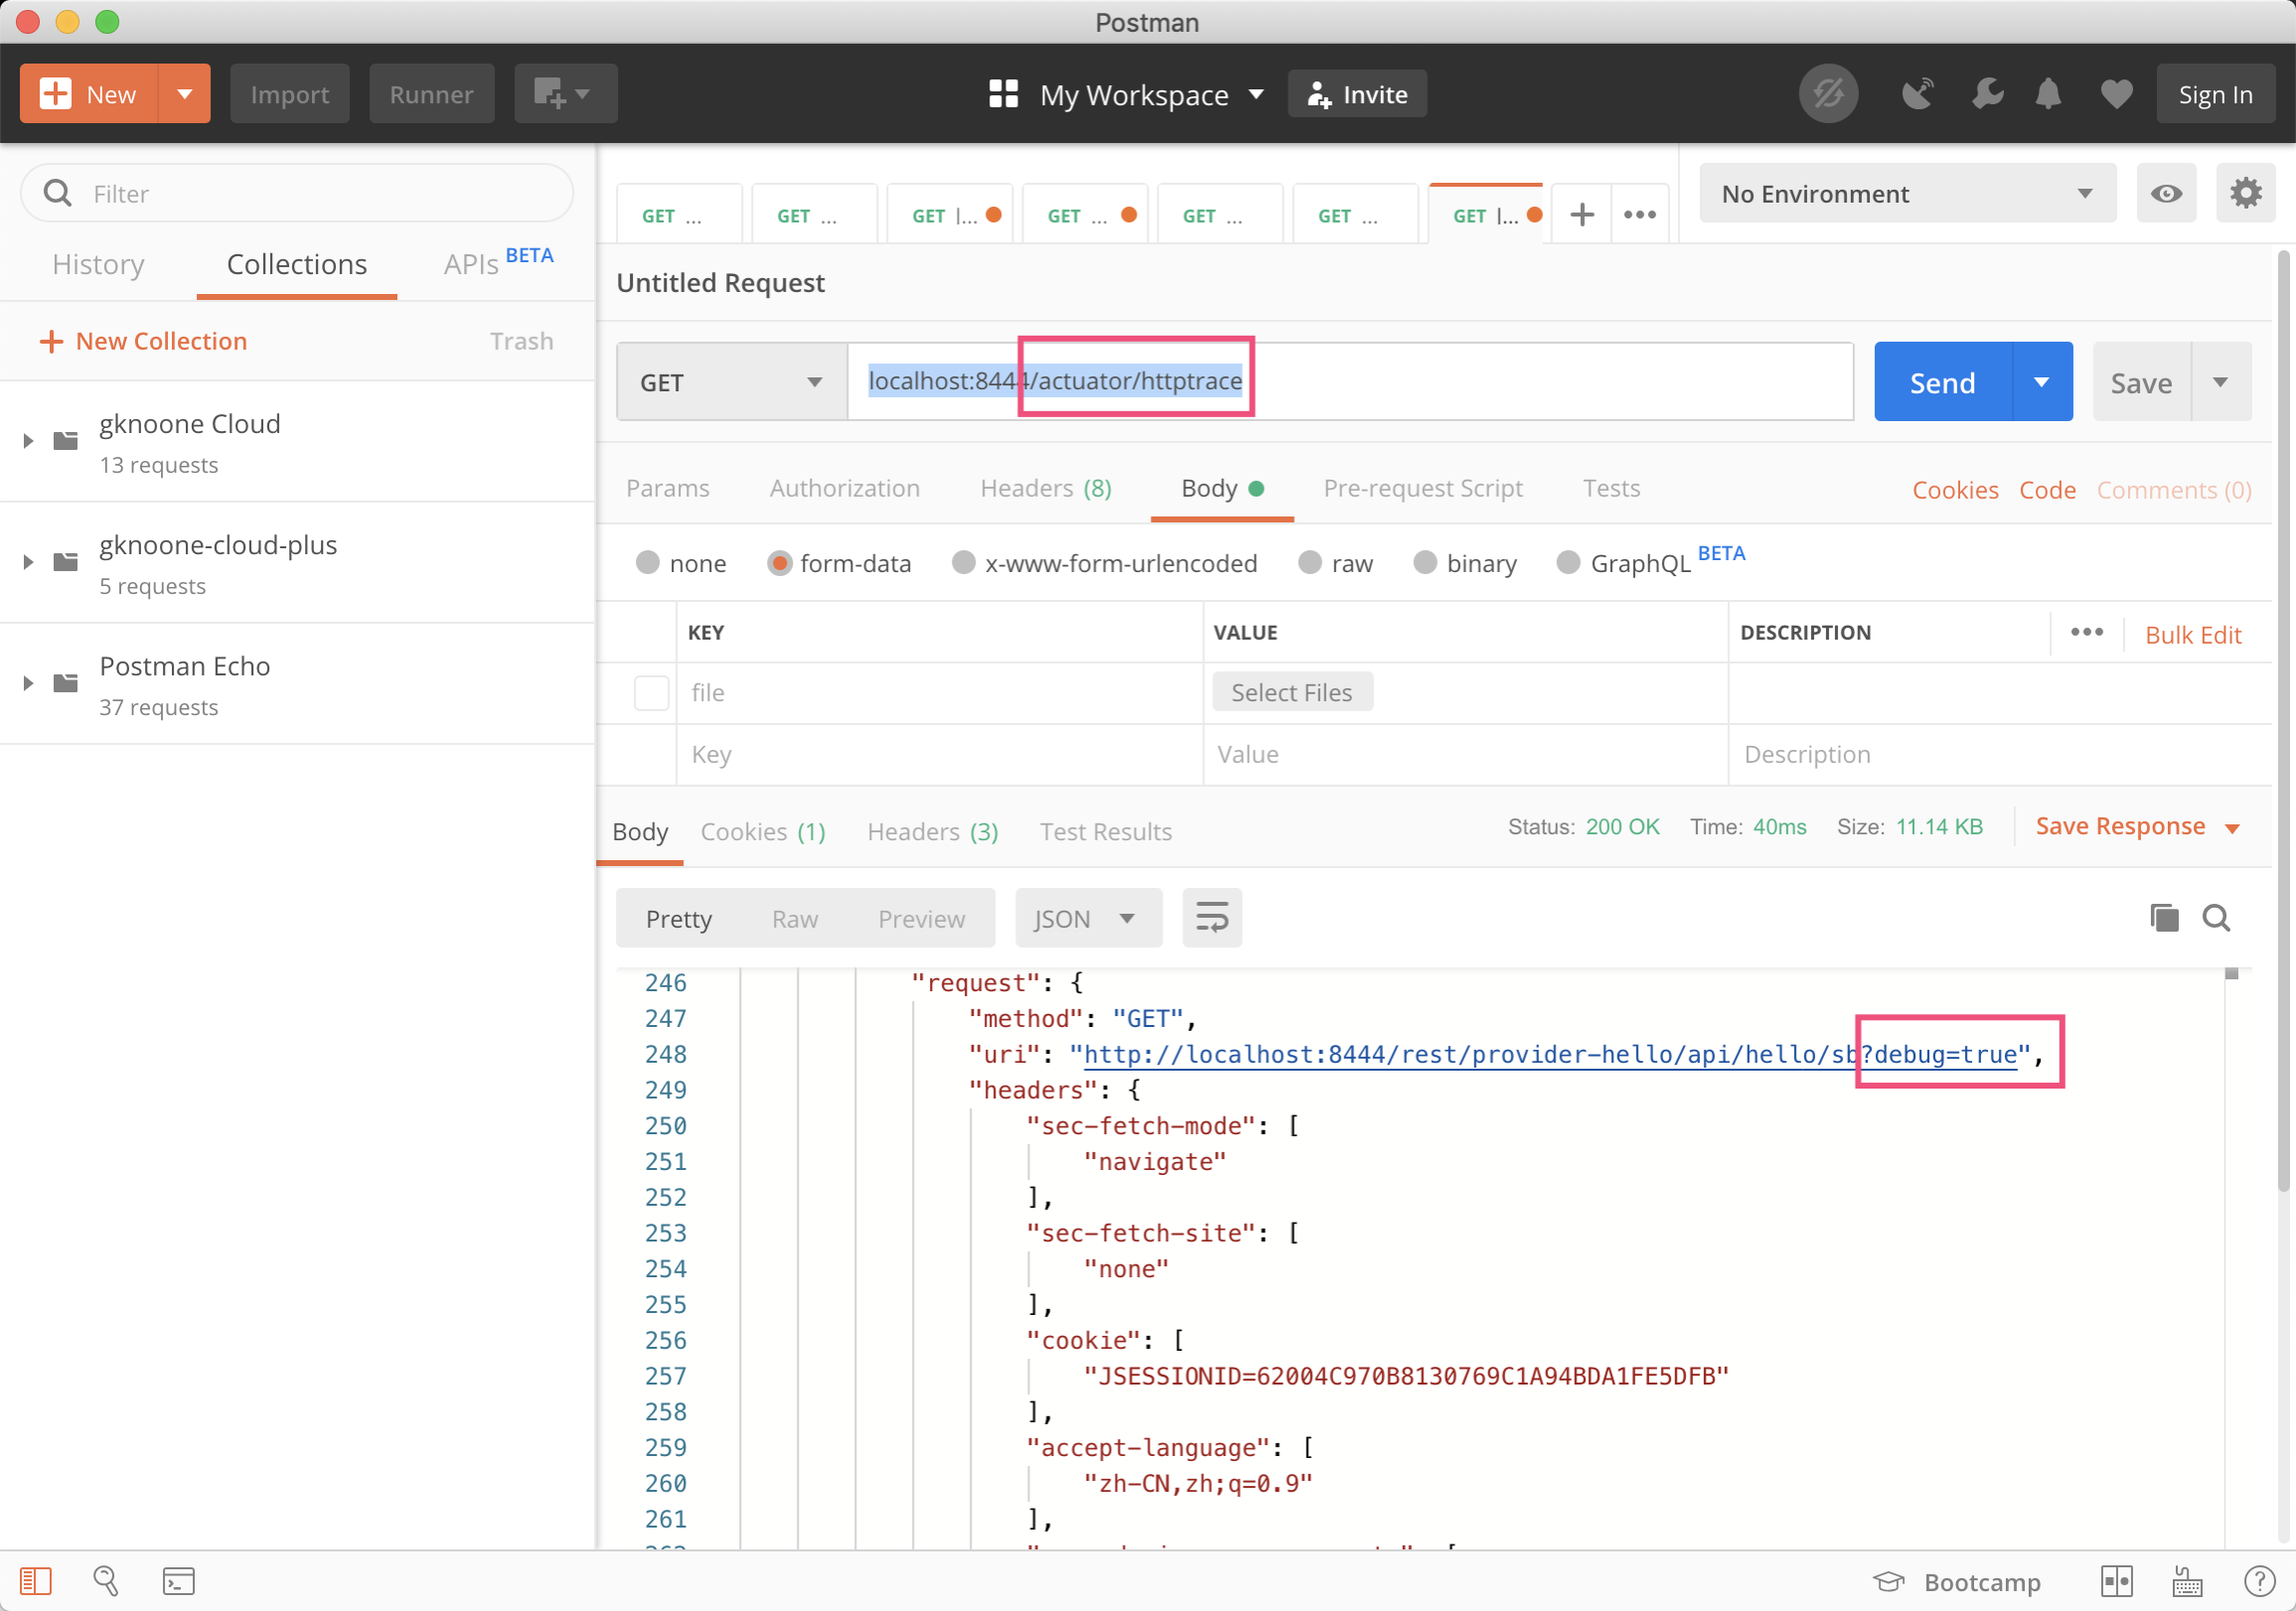 Postman
New Import Runner My Workspace Invite Sign In
Filter
History Collections APIs BETA
New Collection Trash
gknoone Cloud
13 requests
gknoone-cloud-plus
5 requests
Postman Echo
37 requests
GET ... GET ... GET |... GET ... GET ... GET ... GET |... + ••• No Environment
Untitled Request
GET localhost:8444/actuator/httptrace Send Save
Params Authorization Headers (8) Body Pre-request Script Tests Cookies Code Comments (0)
none form-data x-www-form-urlencoded raw binary GraphQL BETA
KEY VALUE DESCRIPTION ••• Bulk Edit
file Select Files
Key Value Description
Body Cookies (1) Headers (3) Test Results Status: 200 OK Time: 40ms Size: 11.14 KB Save Response
Pretty Raw Preview JSON
246 "request": {
247 "method": "GET",
248 "uri": "http://localhost:8444/rest/provider-hello/api/hello/sb?debug=true",
249 "headers": {
250 "sec-fetch-mode": [
251 "navigate"
252 ],
253 "sec-fetch-site": [
254 "none"
255 ],
256 "cookie": [
257 "JSESSIONID=62004C970B8130769C1A94BDA1FE5DFB"
258 ],
259 "accept-language": [
260 "zh-CN,zh;q=0.9"
261 ],
Bootcamp